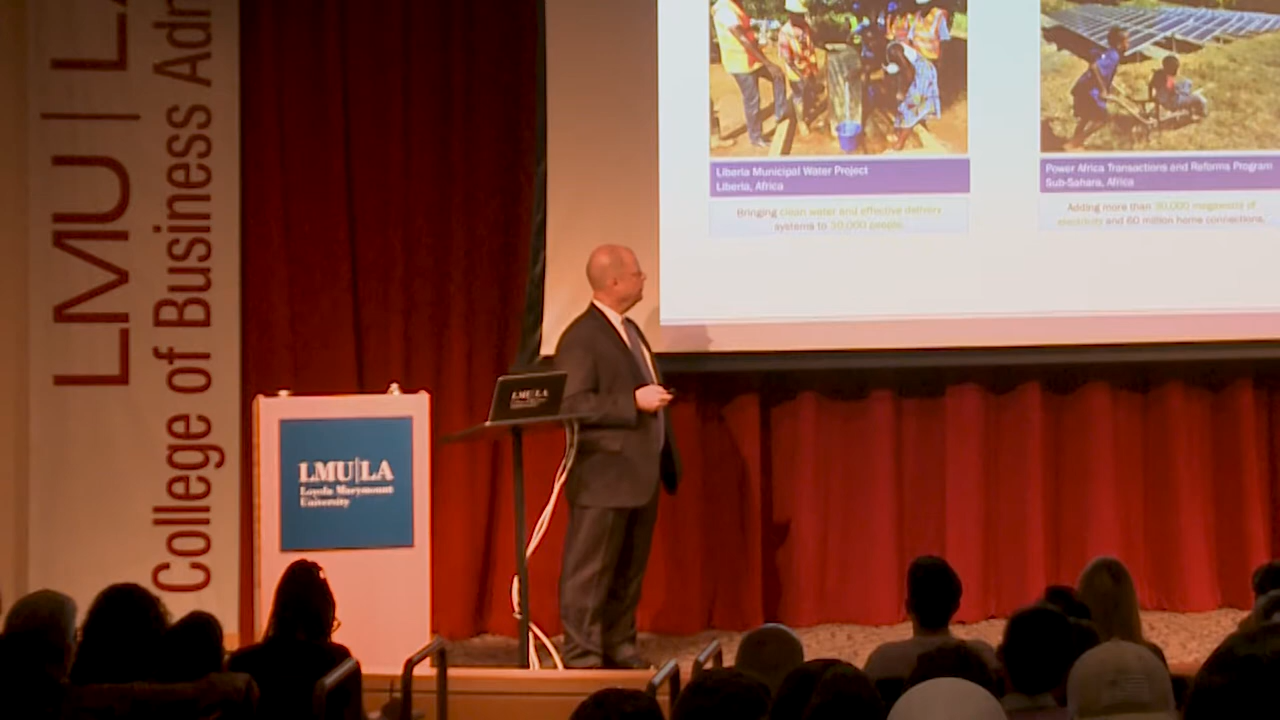 LMU | LA
College of Business Adm
Liberia Municipal Water Project
Liberia, Africa
Bringing clean water and effective delivery
systems to 50,000 people.
Power Africa Transactions and Reforms Program
Sub-Sahara, Africa
Adding more than 30,000 megawatts of
electricity and 60 million home connections.
LMU|LA
LMU|LA
Loyola Marymount
University